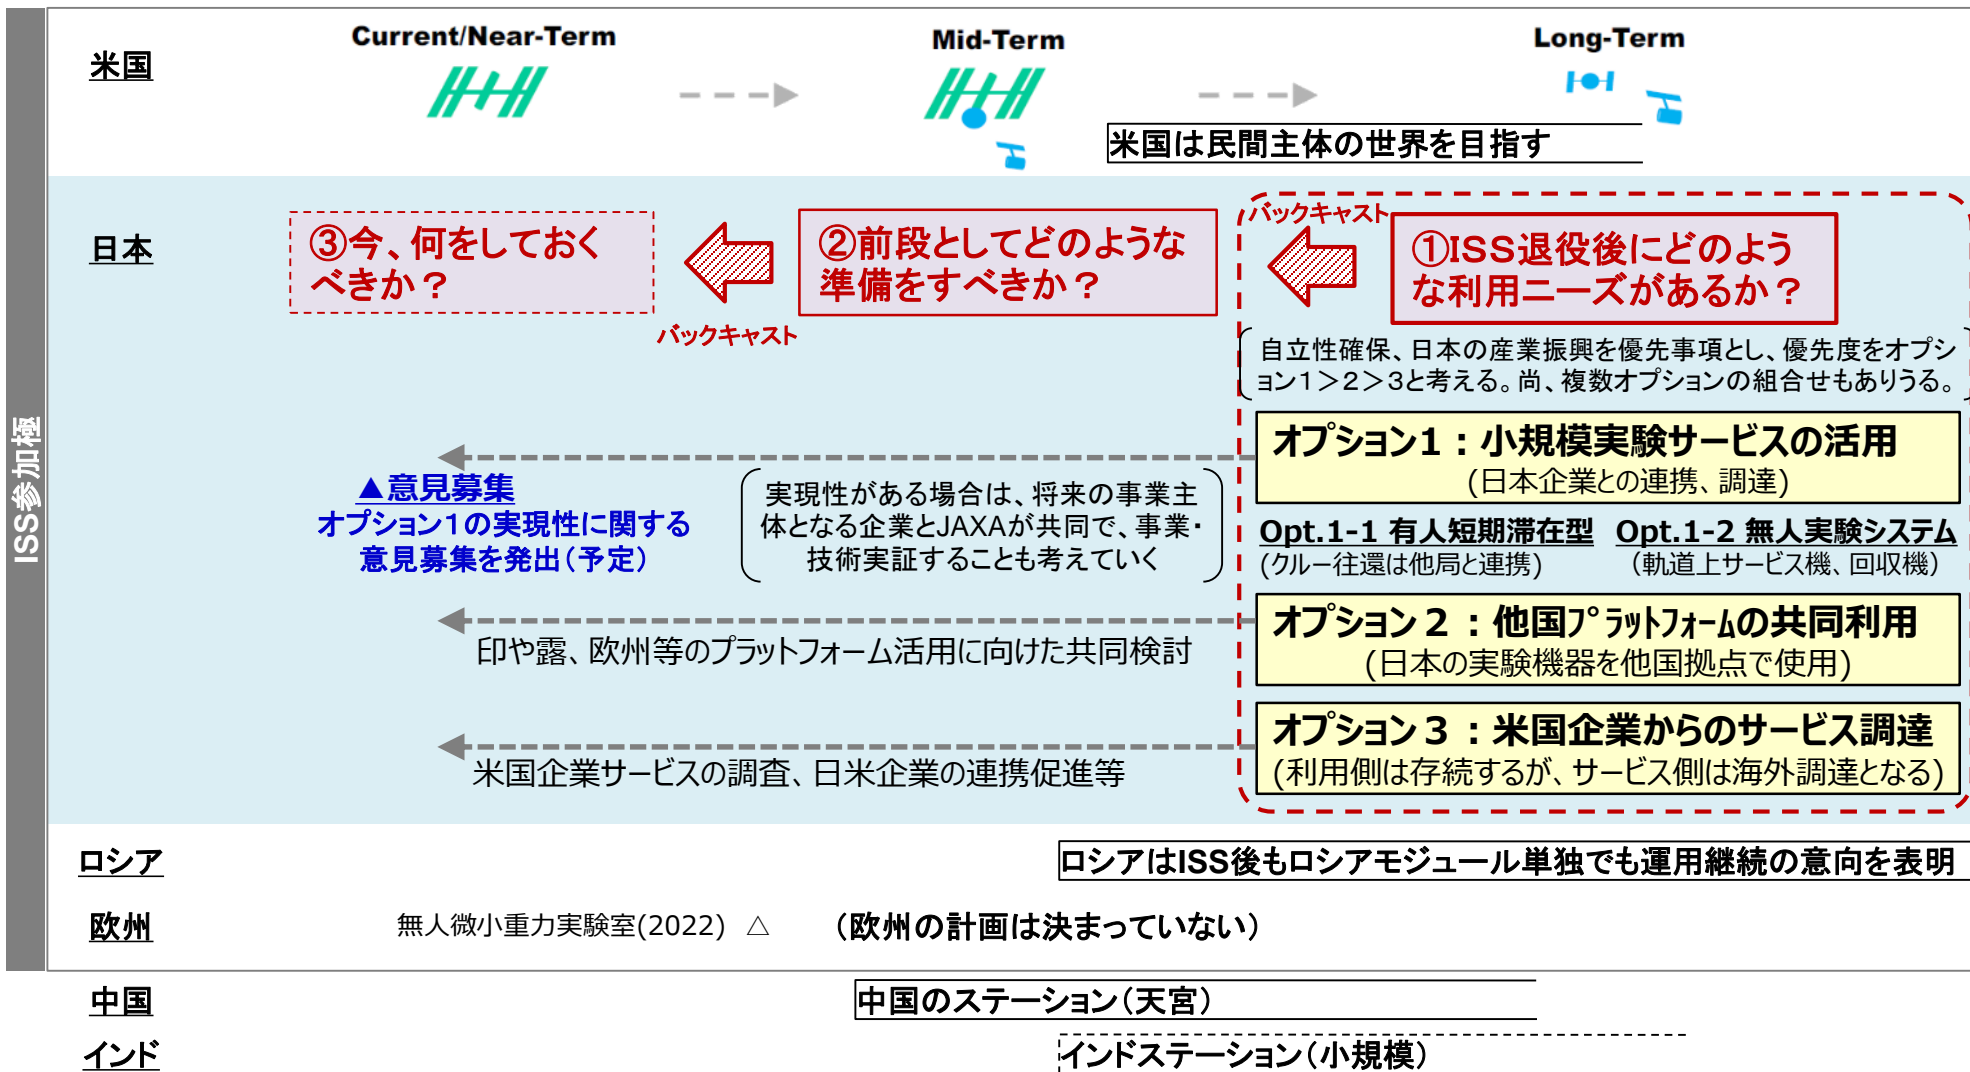 ISS参加極
米国
Current/Near-Term
Mid-Term
Long-Term
米国は民間主体の世界を目指す
日本
③今、何をしておく
べきか？
バックキャスト
②前段としてどのような
準備をすべきか？
バックキャスト
①ISS退役後にどのよう
な利用ニーズがあるか？
自立性確保、日本の産業振興を優先事項とし、優先度をオプシ
ョン１＞２＞３と考える。尚、複数オプションの組合せもありうる。
オプション1：小規模実験サービスの活用
(日本企業との連携、調達)
▲意見募集
オプション１の実現性に関する
意見募集を発出（予定）
実現性がある場合は、将来の事業主
体となる企業とJAXAが共同で、事業・
技術実証することも考えていく
Opt.1-1 有人短期滞在型
(クルー往還は他局と連携)
Opt.1-2 無人実験システム
（軌道上サービス機、回収機）
オプション２：他国プラットフォームの共同利用
(日本の実験機器を他国拠点で使用)
印や露、欧州等のプラットフォーム活用に向けた共同検討
オプション３：米国企業からのサービス調達
(利用側は存続するが、サービス側は海外調達となる)
米国企業サービスの調査、日米企業の連携促進等
ロシア
ロシアはISS後もロシアモジュール単独でも運用継続の意向を表明
欧州
無人微小重力実験室(2022) △
（欧州の計画は決まっていない）
中国
中国のステーション（天宮）
インド
インドステーション（小規模）